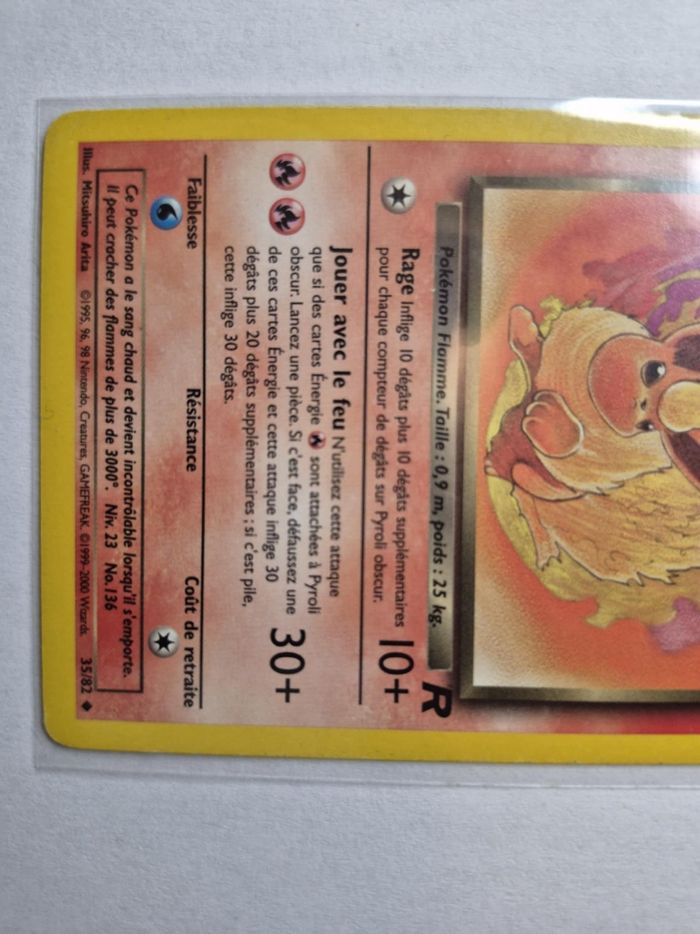 Pokémon Flamme. Taille : 0,9 m, poids : 25 kg.
R
Rage Inflige 10 dégâts plus 10 dégâts supplémentaires
pour chaque compteur de dégâts sur Pyroli obscur.
10+
Jouer avec le feu N'utilisez cette attaque
que si des cartes Énergie sont attachées à Pyroli
obscur. Lancez une pièce. Si c'est face, défaussez une
de ces cartes Énergie et cette attaque inflige 30
dégâts plus 20 dégâts supplémentaires ; si c'est pile,
cette inflige 30 dégâts.
30+
Faiblesse
Résistance
Coût de retraite
Ce Pokémon a le sang chaud et devient incontrôlable lorsqu'il s'emporte.
Il peut crocher des flammes de plus de 3000°. Niv. 23 No.136
Illus. Mitsuhiro Arita ©1995, 96, 98 Nintendo, Creatures, GAMEFREAK. ©1999-2000 Wizards. 35/82